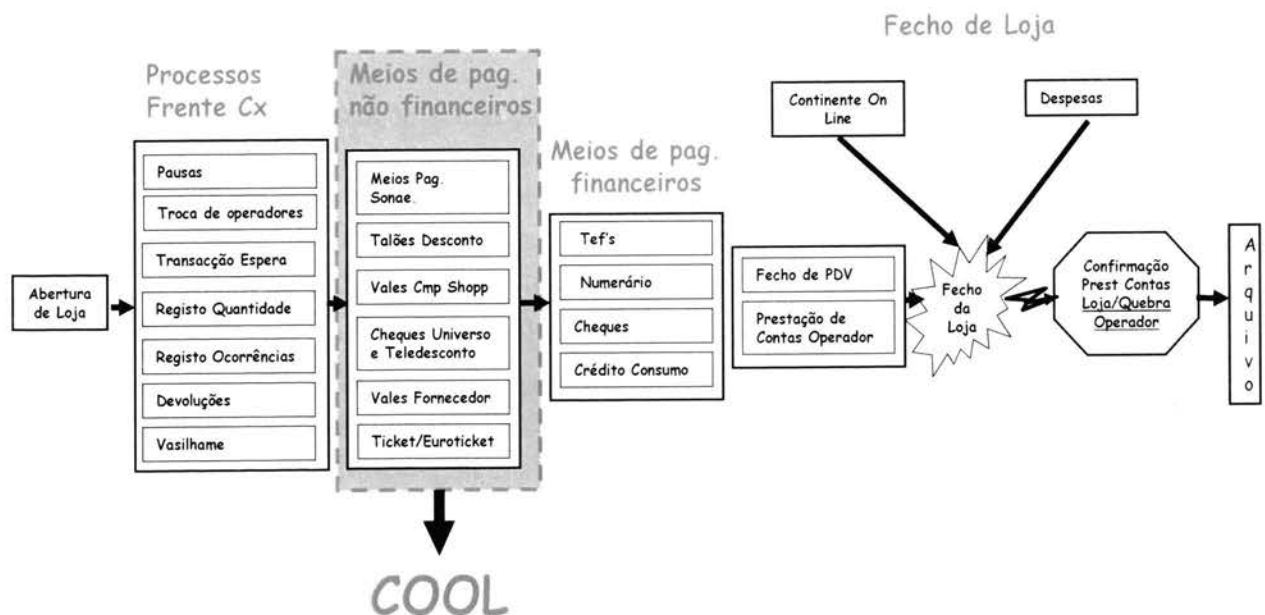 Fecho de Loja
Processos
Frente Cx
Meios de pag.
não financeiros
Continente On
Line
Despesas
Meios de pag.
financeiros
Abertura
de Loja
Pausas
Troca de operadores
Transacção Espera
Registo Quantidade
Registo Ocorrências
Devoluções
Vasilhame
Meios Pag.
Sonae.
Talões Desconto
Vales Cmp Shopp
Cheques Universo
e Teledesconto
Vales Fornecedor
Ticket/Euroticket
Tef's
Numerário
Cheques
Crédito Consumo
Fecho de PDV
Prestação de
Contas Operador
Fecho
da
Loja
Confirmação
Prest Contas
Loja/Quebra
Operador
Arquivo
COOL